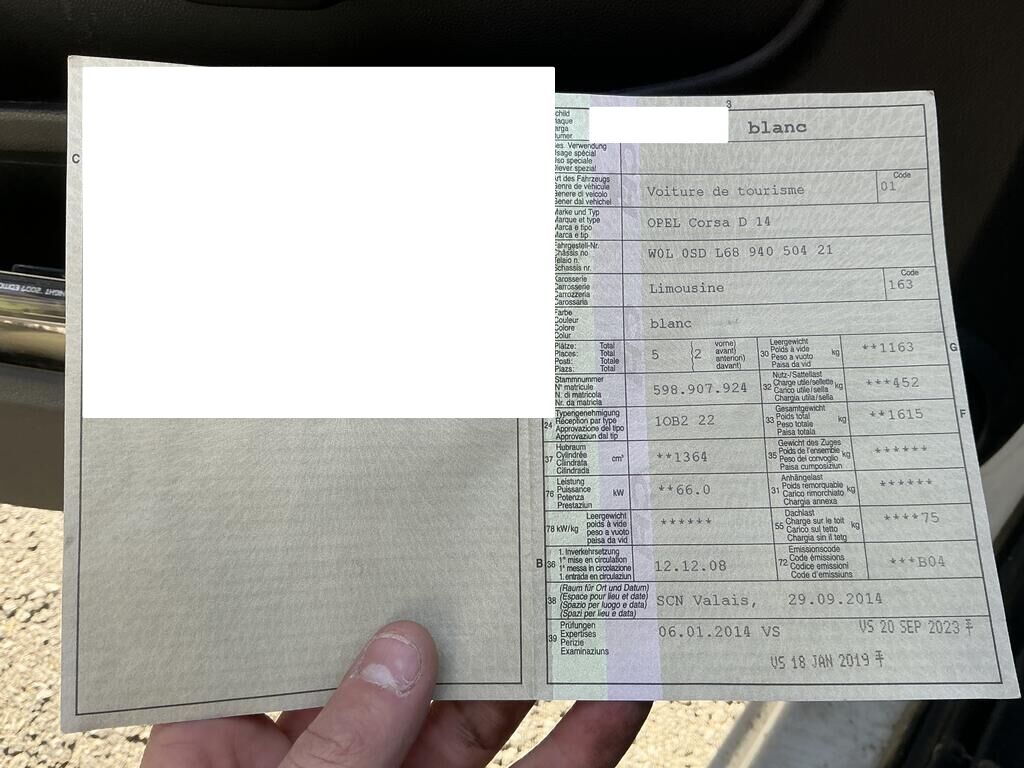 C
3
blanc
Usage spécial
Uso speciale
Code
Art des Fahrzeugs
Genre de véhicule
Genere di veicolo
Gener dal vehichel
Voiture de tourisme
01
Marke und Typ
Marque et type
Marca e tipo
Marca e tip
OPEL Corsa D 14
Fahrgestell-Nr.
Châssis no
Telaio n.
Schassis nr.
W0L 0SD L68 940 504 21
Code
Karosserie
Carrosserie
Carrozzeria
Carossaria
Limousine
163
Farbe
Couleur
Colore
Colur
blanc
Plätze: Total
Places: Total
Posti: Totale
Plazs: Total
5
(2
vorne)
avant)
anteriori)
davant)
30
Leergewicht
Poids à vide
Peso a vuoto
Paisa da vid
kg
**1163
G
Stammnummer
N° matricule
N. di matricola
Nr. da matricla
598.907.924
32
Nutz-/Sattellast
Charge utile/sellette
Carico utile/sella
Chargia utila/sella
kg
***452
24
Typengenehmigung
Réception par type
Approvazione del tipo
Approvaziun dal tip
1OB2 22
33
Gesamtgewicht
Poids total
Peso totale
Paisa totala
kg
**1615
F
37
Hubraum
Cylindrée
Cilindrata
Cilindrada
cm³
**1364
35
Gewicht des Zuges
Poids de l'ensemble
Peso del convoglio
Paisa cumposiziun
kg
******
76
Leistung
Puissance
Potenza
Prestaziun
kW
**66.0
31
Anhängelast
Poids remorquable
Carico rimorchiato
Chargia annexa
kg
******
78 kW/kg
Leergewicht
poids à vide
peso a vuoto
paisa da vid
******
55
Dachlast
Charge sur le toit
Carico sul tetto
Chargia sin il tetg
kg
****75
B
36
1. Inverkehrsetzung
1re mise en circulation
1a messa in circolazione
1. entrada en circulaziun
12.12.08
72
Emissionscode
Code émissions
Codice emissioni
Code d'emissiuns
***B04
38
(Raum für Ort und Datum)
(Espace pour lieu et date)
(Spazio per luogo e data)
(Spazi per lieu e data)
SCN Valais, 29.09.2014
39
Prüfungen
Expertises
Perizie
Examinaziuns
06.01.2014 VS
VS 20 SEP 2023
VS 18 JAN 2019